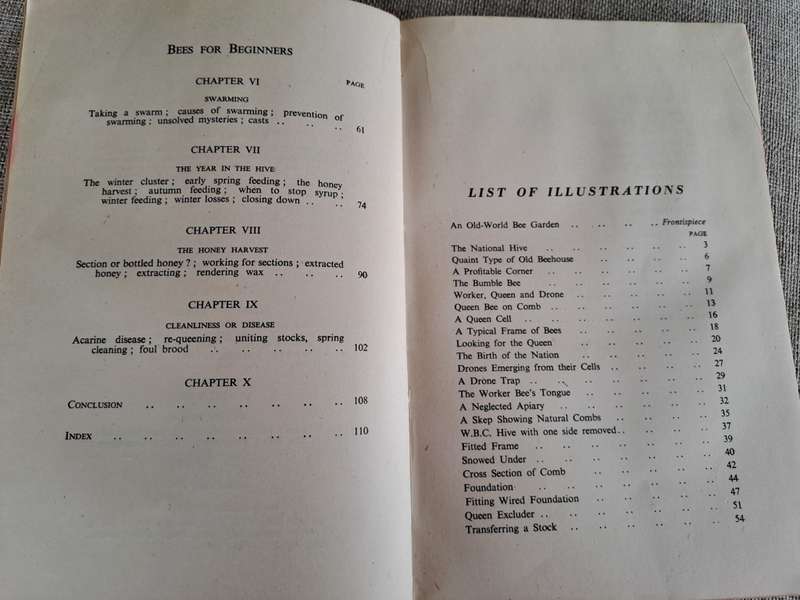 BEES FOR BEGINNERS
CHAPTER VI PAGE
SWARMING
Taking a swarm ; causes of swarming ; prevention of
swarming ; unsolved mysteries ; casts .. .. .. 61
CHAPTER VII
THE YEAR IN THE HIVE
The winter cluster ; early spring feeding ; the honey
harvest ; autumn feeding ; when to stop syrup ;
winter feeding ; winter losses ; closing down .. .. 74
CHAPTER VIII
THE HONEY HARVEST
Section or bottled honey ? ; working for sections ; extracted
honey ; extracting ; rendering wax .. .. .. 90
CHAPTER IX
CLEANLINESS OR DISEASE
Acarine disease ; re-queening ; uniting stocks, spring
cleaning ; foul brood .. .. .. .. .. 102
CHAPTER X
CONCLUSION .. .. .. .. .. .. .. 108
INDEX .. .. .. .. .. .. .. .. 110
LIST OF ILLUSTRATIONS
An Old-World Bee Garden .. .. .. .. Frontispiece
PAGE
The National Hive .. .. .. .. .. .. 3
Quaint Type of Old Beehouse .. .. .. .. 6
A Profitable Corner .. .. .. .. .. .. 7
The Bumble Bee .. .. .. .. .. .. 9
Worker, Queen and Drone .. .. .. .. .. 11
Queen Bee on Comb .. .. .. .. .. .. 13
A Queen Cell .. .. .. .. .. .. .. 16
A Typical Frame of Bees .. .. .. .. .. 18
Looking for the Queen .. .. .. .. .. 20
The Birth of the Nation .. .. .. .. .. 24
Drones Emerging from their Cells .. .. .. .. 27
A Drone Trap .. .. .. .. .. .. .. 29
The Worker Bee's Tongue .. .. .. .. .. 31
A Neglected Apiary .. .. .. .. .. .. 32
A Skep Showing Natural Combs .. .. .. .. 35
W.B.C. Hive with one side removed .. .. .. .. 37
Fitted Frame .. .. .. .. .. .. .. 39
Snowed Under .. .. .. .. .. .. .. 40
Cross Section of Comb .. .. .. .. .. 42
Foundation .. .. .. .. .. .. .. 44
Fitting Wired Foundation .. .. .. .. .. 47
Queen Excluder .. .. .. .. .. .. .. 51
Transferring a Stock .. .. .. .. .. .. 54